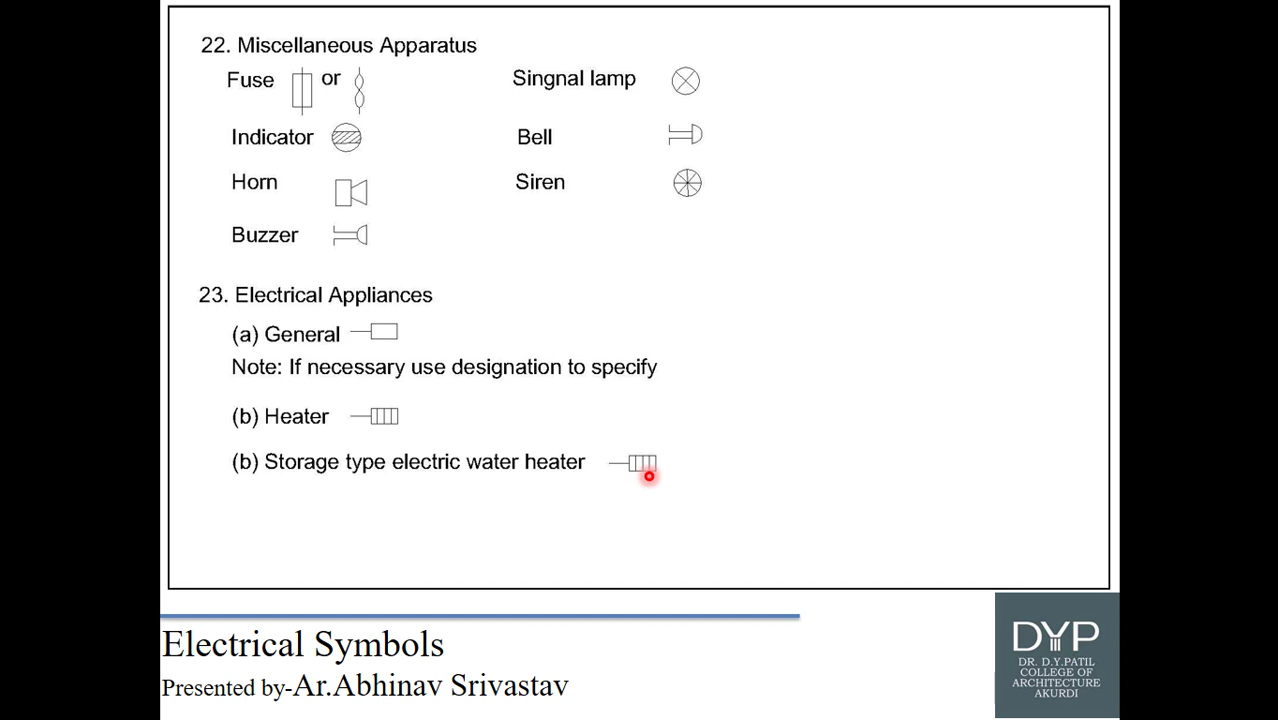 22. Miscellaneous Apparatus
Fuse or Singnal lamp
Indicator Bell
Horn Siren
Buzzer
23. Electrical Appliances
(a) General
Note: If necessary use designation to specify
(b) Heater
(b) Storage type electric water heater
Electrical Symbols
Presented by-Ar.Abhinav Srivastav
DYP
DR. D.Y.PATIL
COLLEGE OF
ARCHITECTURE
AKURDI